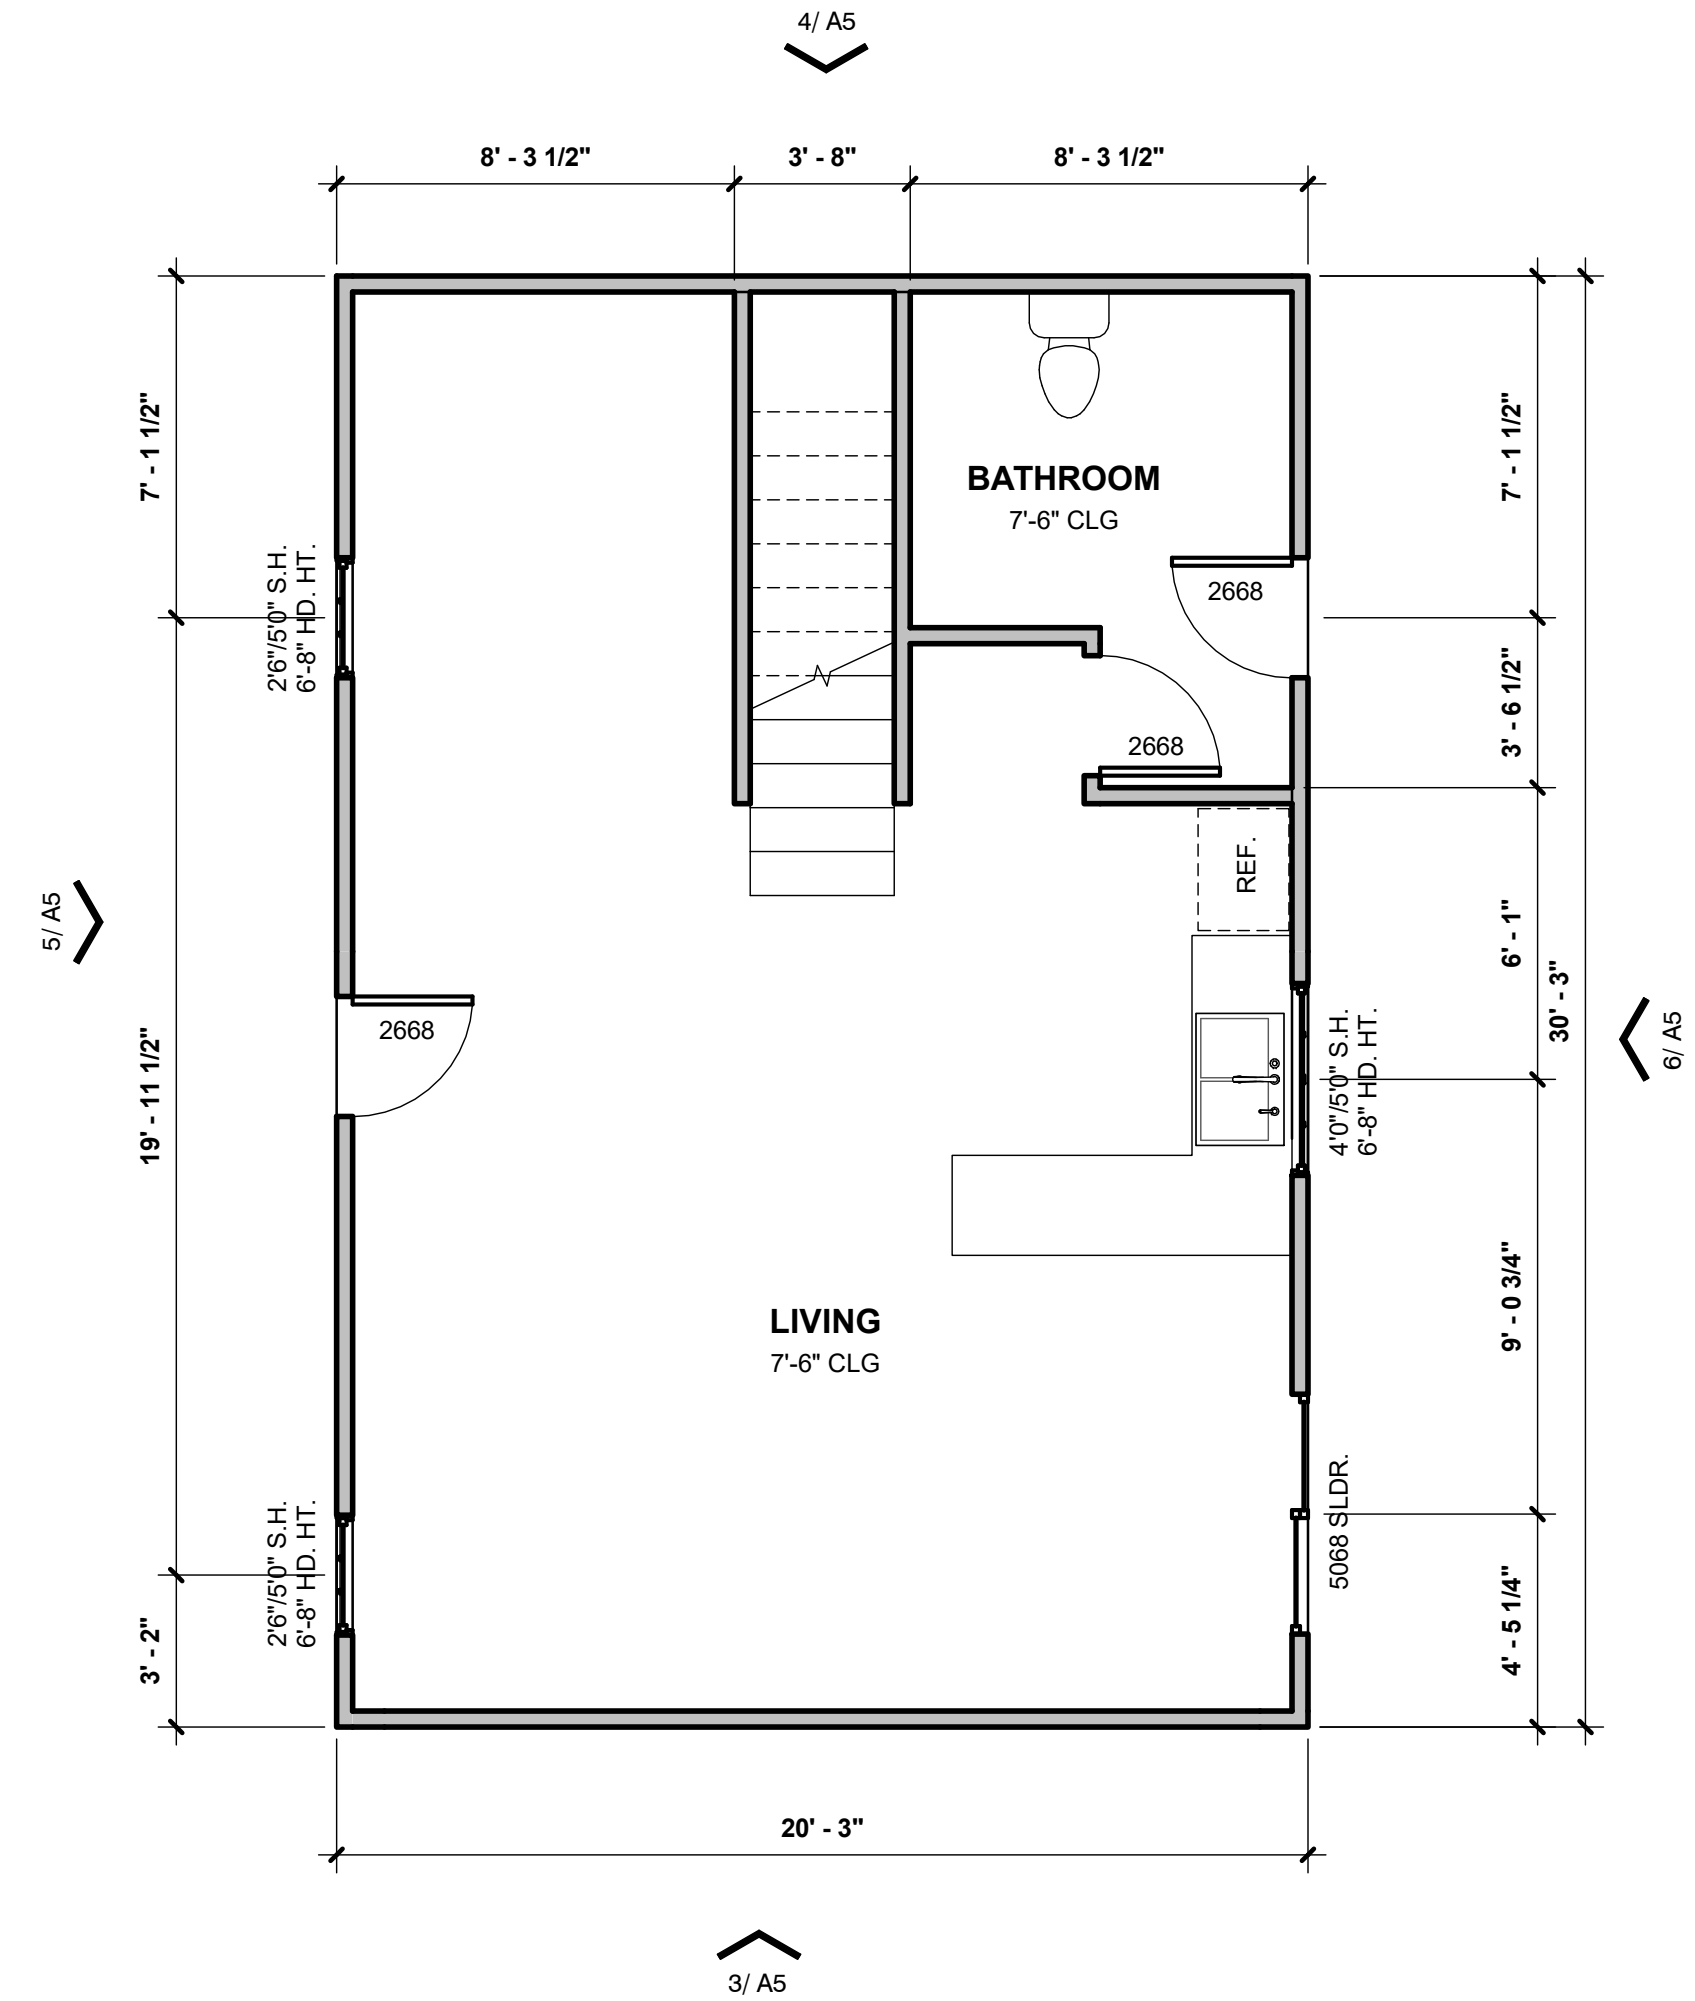 4/ A5
8' - 3 1/2"
3' - 8"
8' - 3 1/2"
7' - 1 1/2"
7' - 1 1/2"
BATHROOM
7'-6" CLG
2'6"/5'0" S.H.
6'-8" HD. HT.
2668
3' - 6 1/2"
2668
REF.
5/ A5
6' - 1"
30' - 3"
2668
19' - 11 1/2"
4'0"/5'0" S.H.
6'-8" HD. HT.
6/ A5
9' - 0 3/4"
LIVING
7'-6" CLG
2'6"/5'0" S.H.
6'-8" HD. HT.
5068 SLDR.
3' - 2"
4' - 5 1/4"
20' - 3"
3/ A5